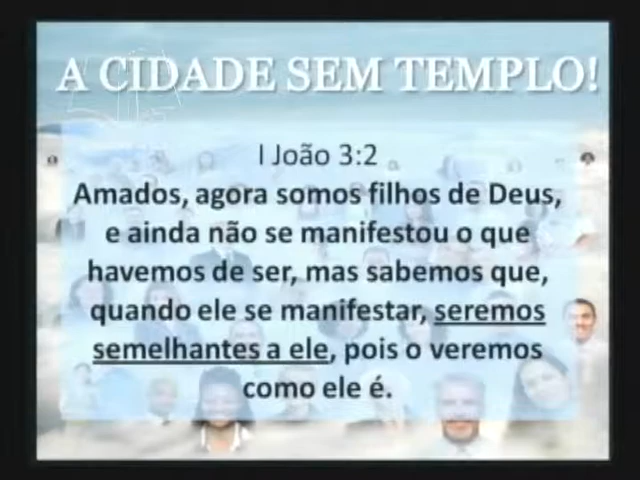 A CIDADE SEM TEMPLO!
I João 3:2
Amados, agora somos filhos de Deus,
e ainda não se manifestou o que
havemos de ser, mas sabemos que,
quando ele se manifestar, seremos
semelhantes a ele, pois o veremos
como ele é.